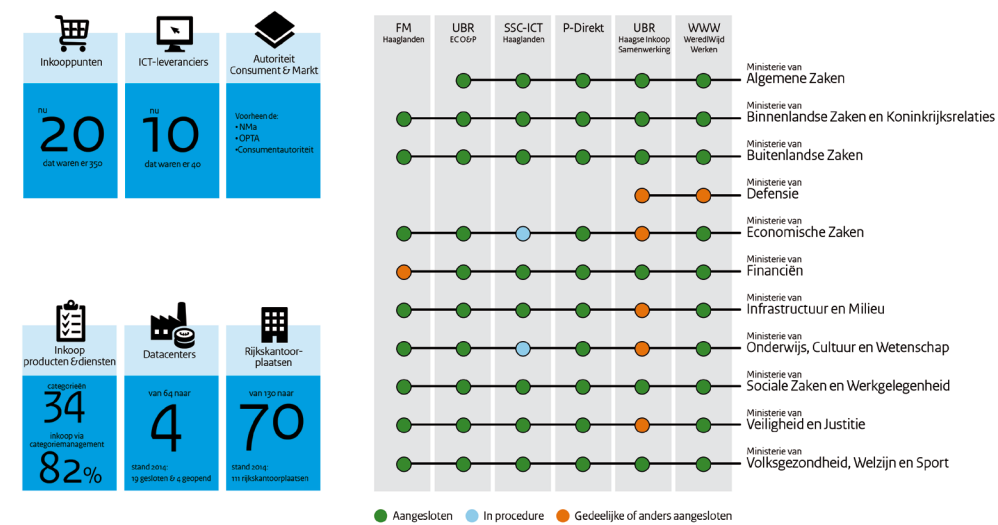 Inkooppunten
nu
20
dat waren er 350
ICT-leveranciers
nu
10
dat waren er 40
Autoriteit
Consument & Markt
Voorheen de:
• NMa
• OPTA
•Consumentautoriteit
Inkoop
producten &diensten
categorieën
34
inkoop via
categoriemanagement
82%
Datacenters
van 64 naar
4
stand 2014:
19 gesloten & 4 geopend
Rijkskantoor-
plaatsen
van 130 naar
70
stand 2014:
111 rijkskantoorplaatsen
FM
Haaglanden
UBR
ECO&P
SSC-ICT
Haaglanden
P-Direkt
UBR
Haagse Inkoop
Samenwerking
WWW
WeredlWijd
Werken
Ministerie van
Algemene Zaken
Ministerie van
Binnenlandse Zaken en Koninkrijksrelaties
Ministerie van
Buitenlandse Zaken
Ministerie van
Defensie
Ministerie van
Economische Zaken
Ministerie van
Financiën
Ministerie van
Infrastructuur en Milieu
Ministerie van
Onderwijs, Cultuur en Wetenschap
Ministerie van
Sociale Zaken en Werkgelegenheid
Ministerie van
Veiligheid en Justitie
Ministerie van
Volksgezondheid, Welzijn en Sport
Aangesloten
In procedure
Gedeelijke of anders aangesloten